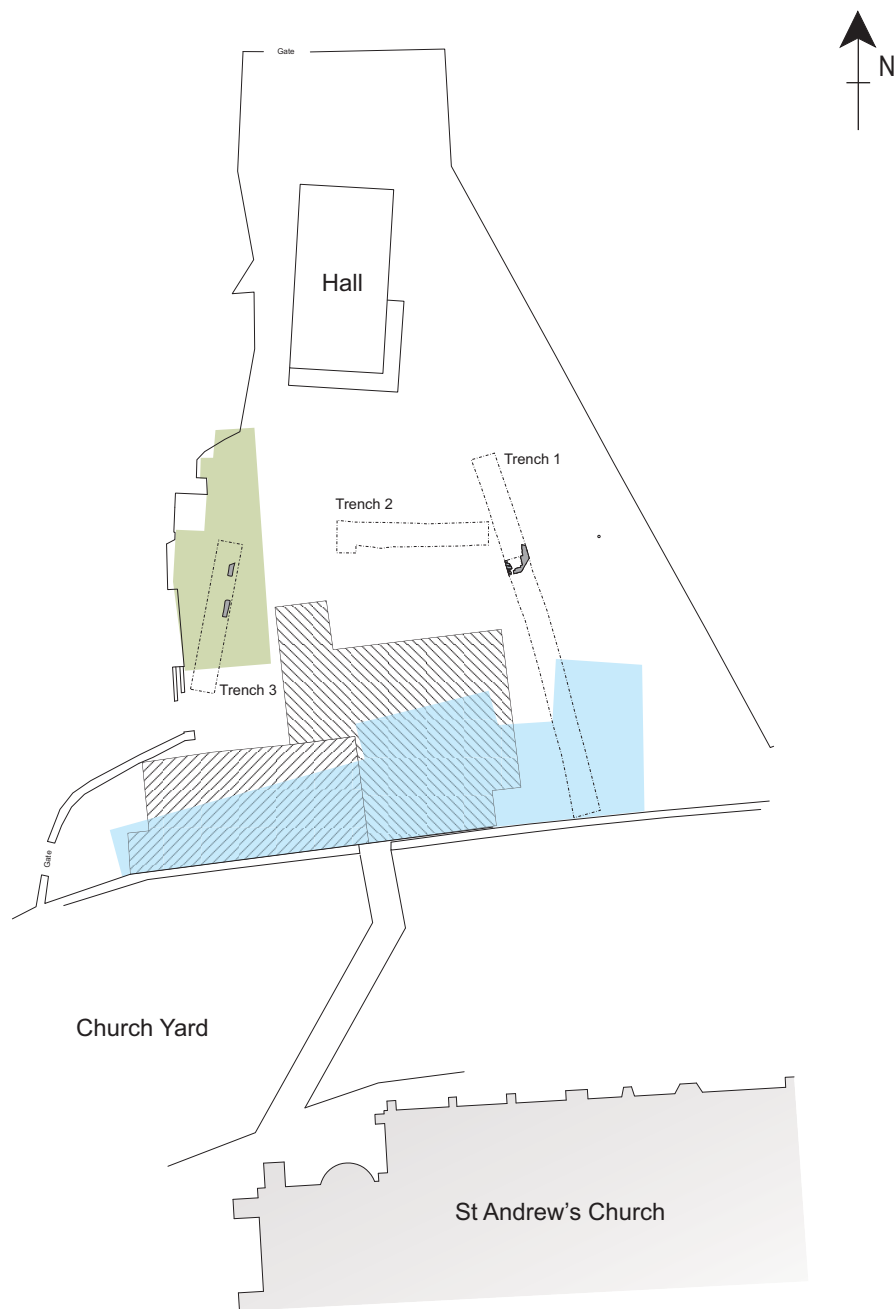 Gate
N
Hall
Trench 1
Trench 2
Trench 3
Gate
Church Yard
St Andrew's Church